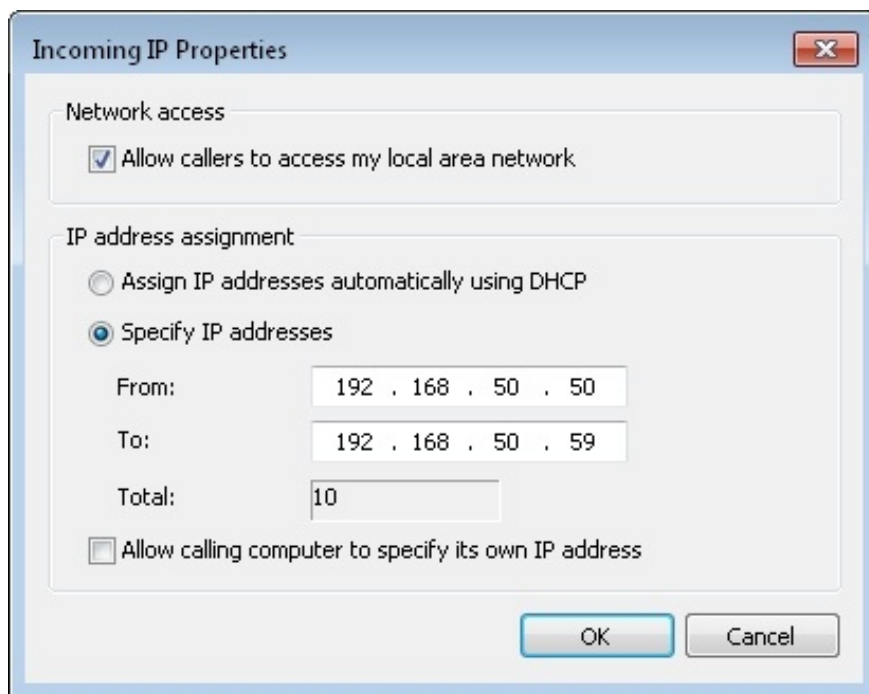 Incoming IP Properties
Network access
Allow callers to access my local area network
IP address assignment
Assign IP addresses automatically using DHCP
Specify IP addresses
From: 192 . 168 . 50 . 50
To: 192 . 168 . 50 . 59
Total: 10
Allow calling computer to specify its own IP address
OK Cancel